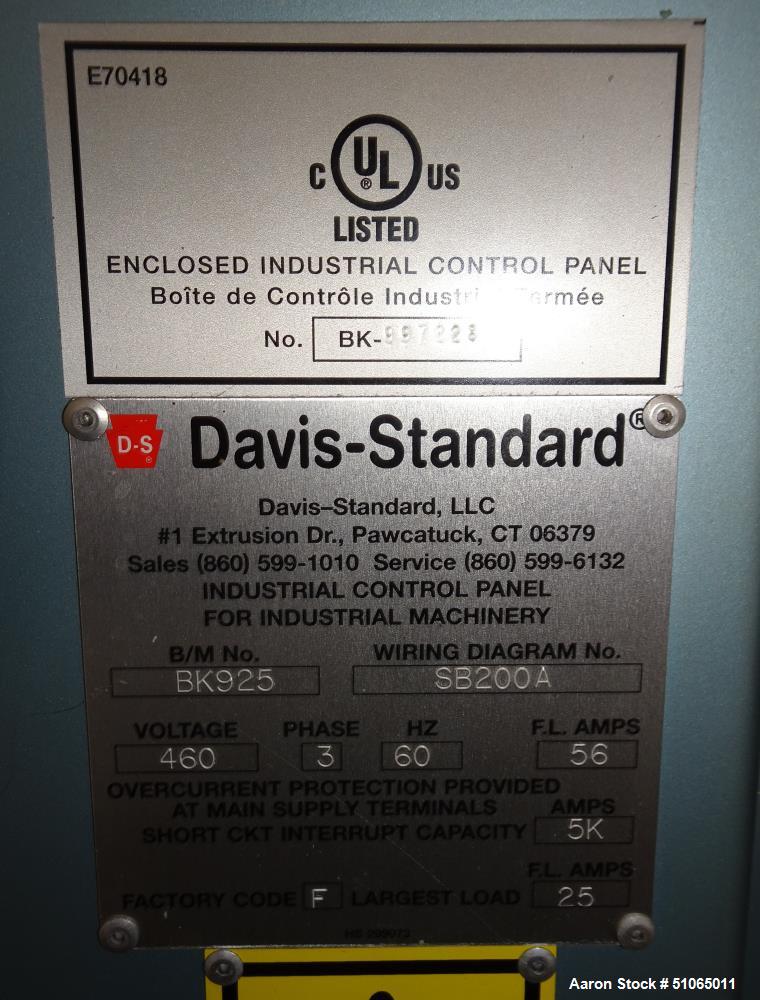 E70418
C UL® US
LISTED
ENCLOSED INDUSTRIAL CONTROL PANEL
Boîte de Contrôle Fermée
No. BK-997228
D-S® Davis-Standard®
Davis–Standard, LLC
#1 Extrusion Dr., Pawcatuck, CT 06379
Sales (860) 599-1010 Service (860) 599-6132
INDUSTRIAL CONTROL PANEL
FOR INDUSTRIAL MACHINERY
B/M No. WIRING DIAGRAM No.
BK925 SB200A
VOLTAGE PHASE HZ F.L. AMPS
460 3 60 56
OVERCURRENT PROTECTION PROVIDED
AT MAIN SUPPLY TERMINALS AMPS
SHORT CKT INTERRUPT CAPACITY 5K
F.L. AMPS
FACTORY CODE F LARGEST LOAD 25
Aaron Stock # 51065011